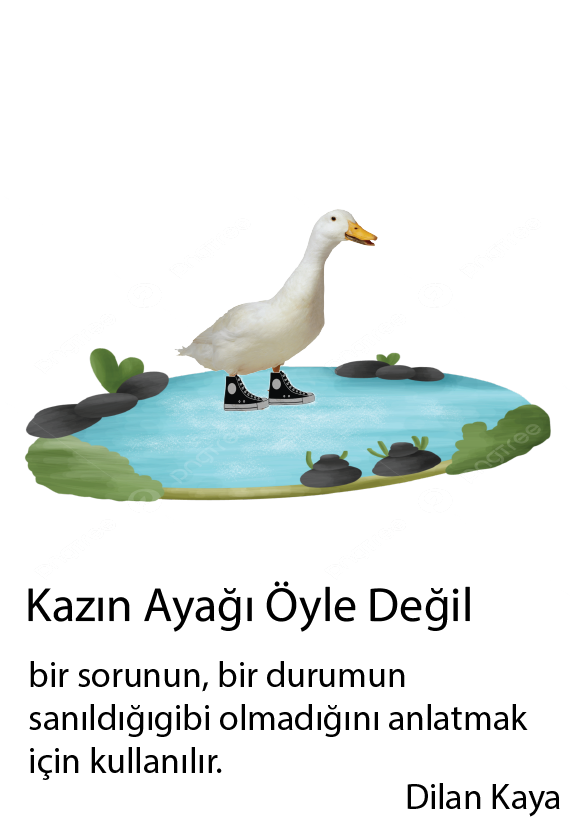 Kazın Ayağı Öyle Değil
bir sorunun, bir durumun
sanıldığıgibi olmadığını anlatmak
için kullanılır.
Dilan Kaya